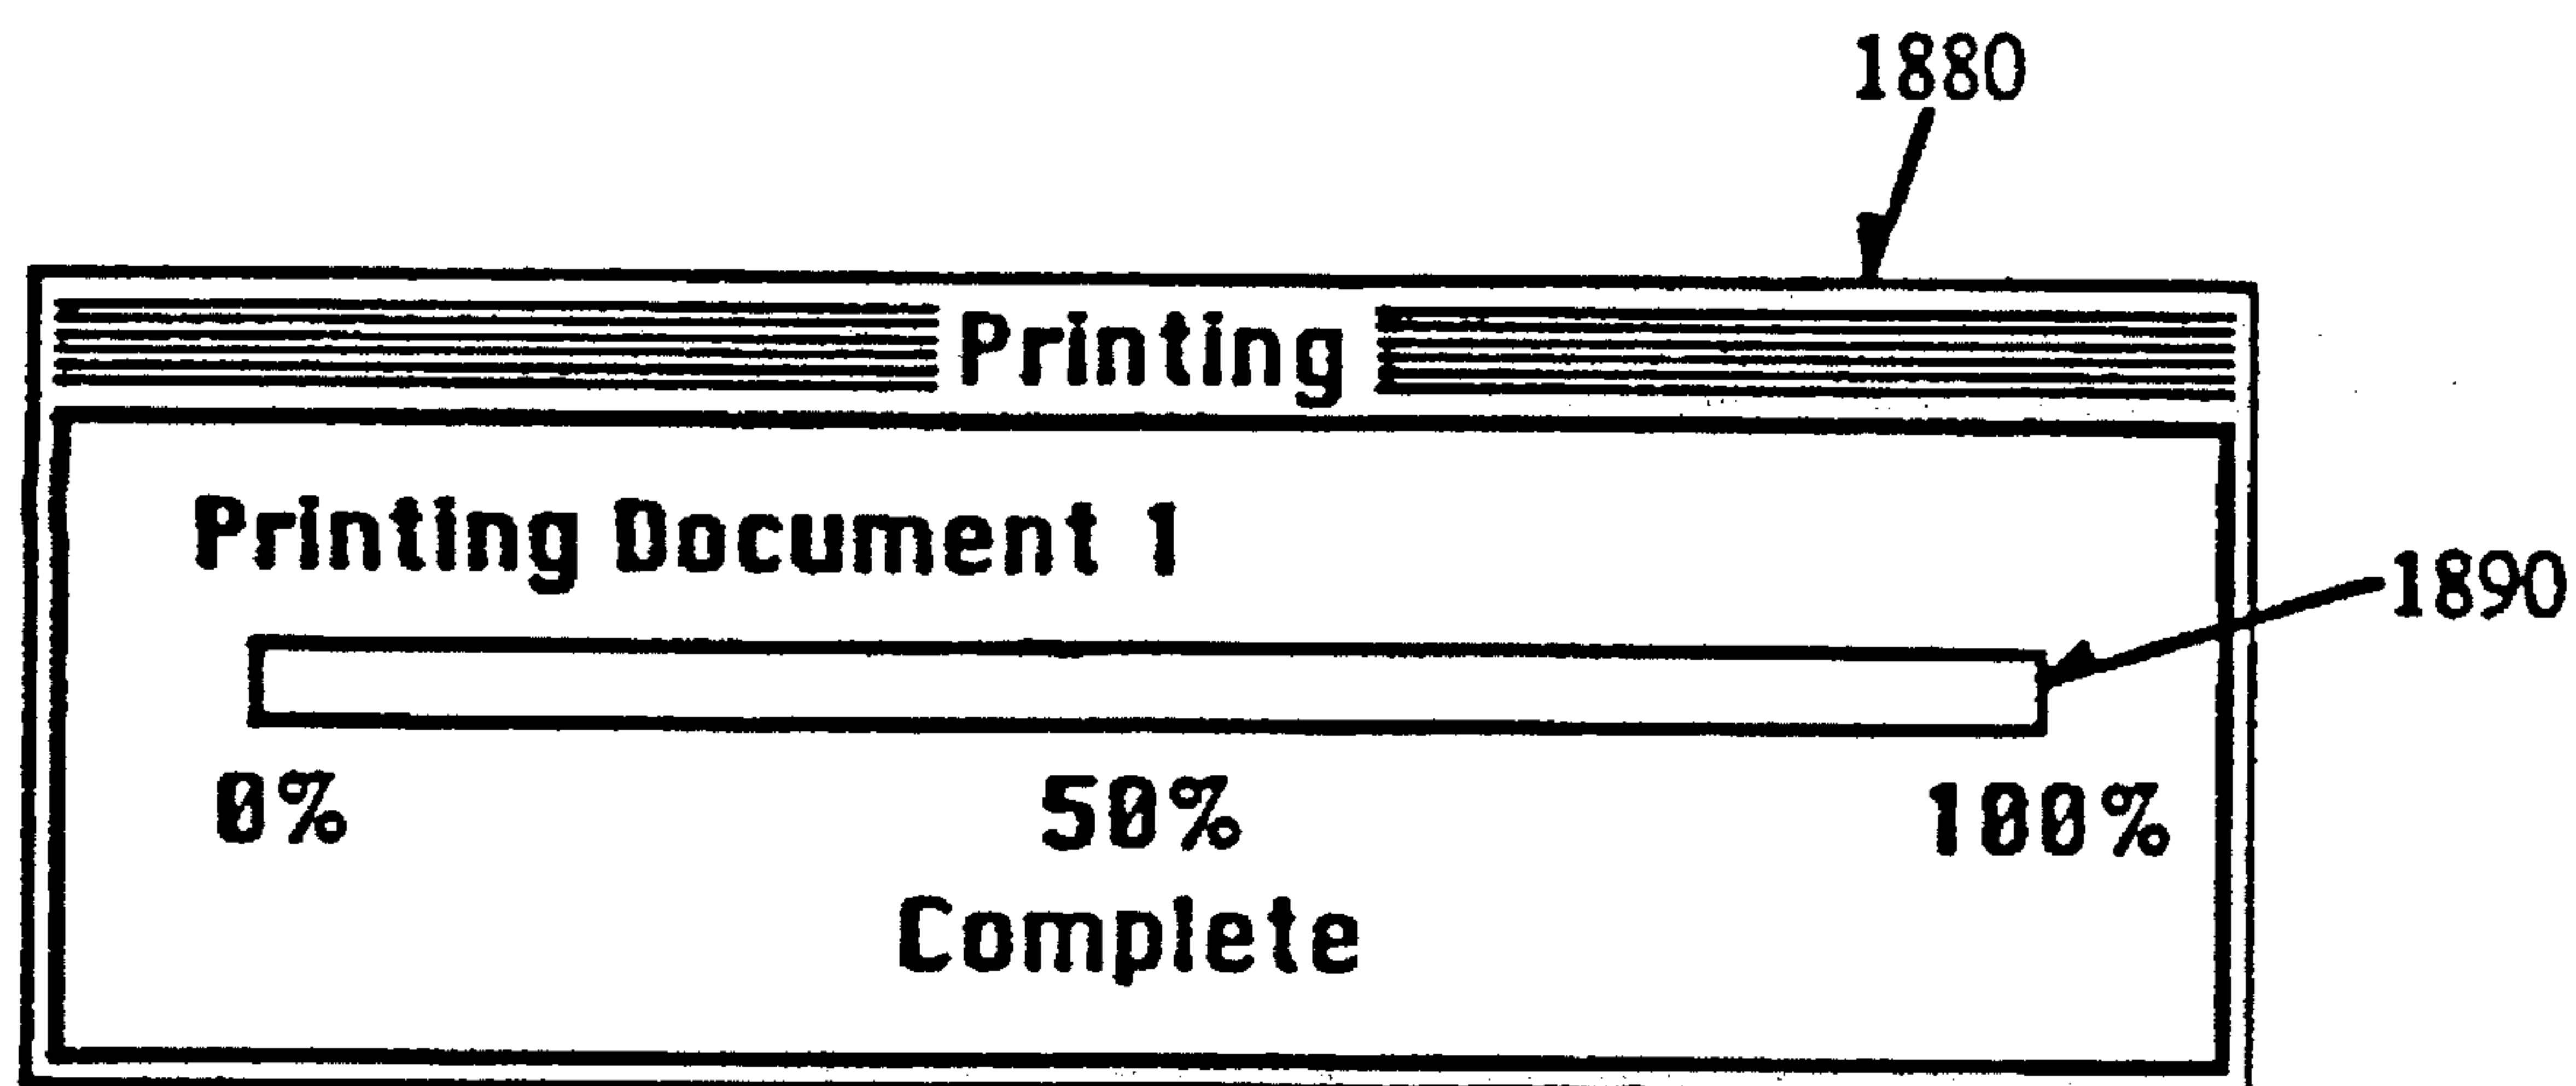 1880
Printing
Printing Document 1
1890
0% 50% 100%
Complete